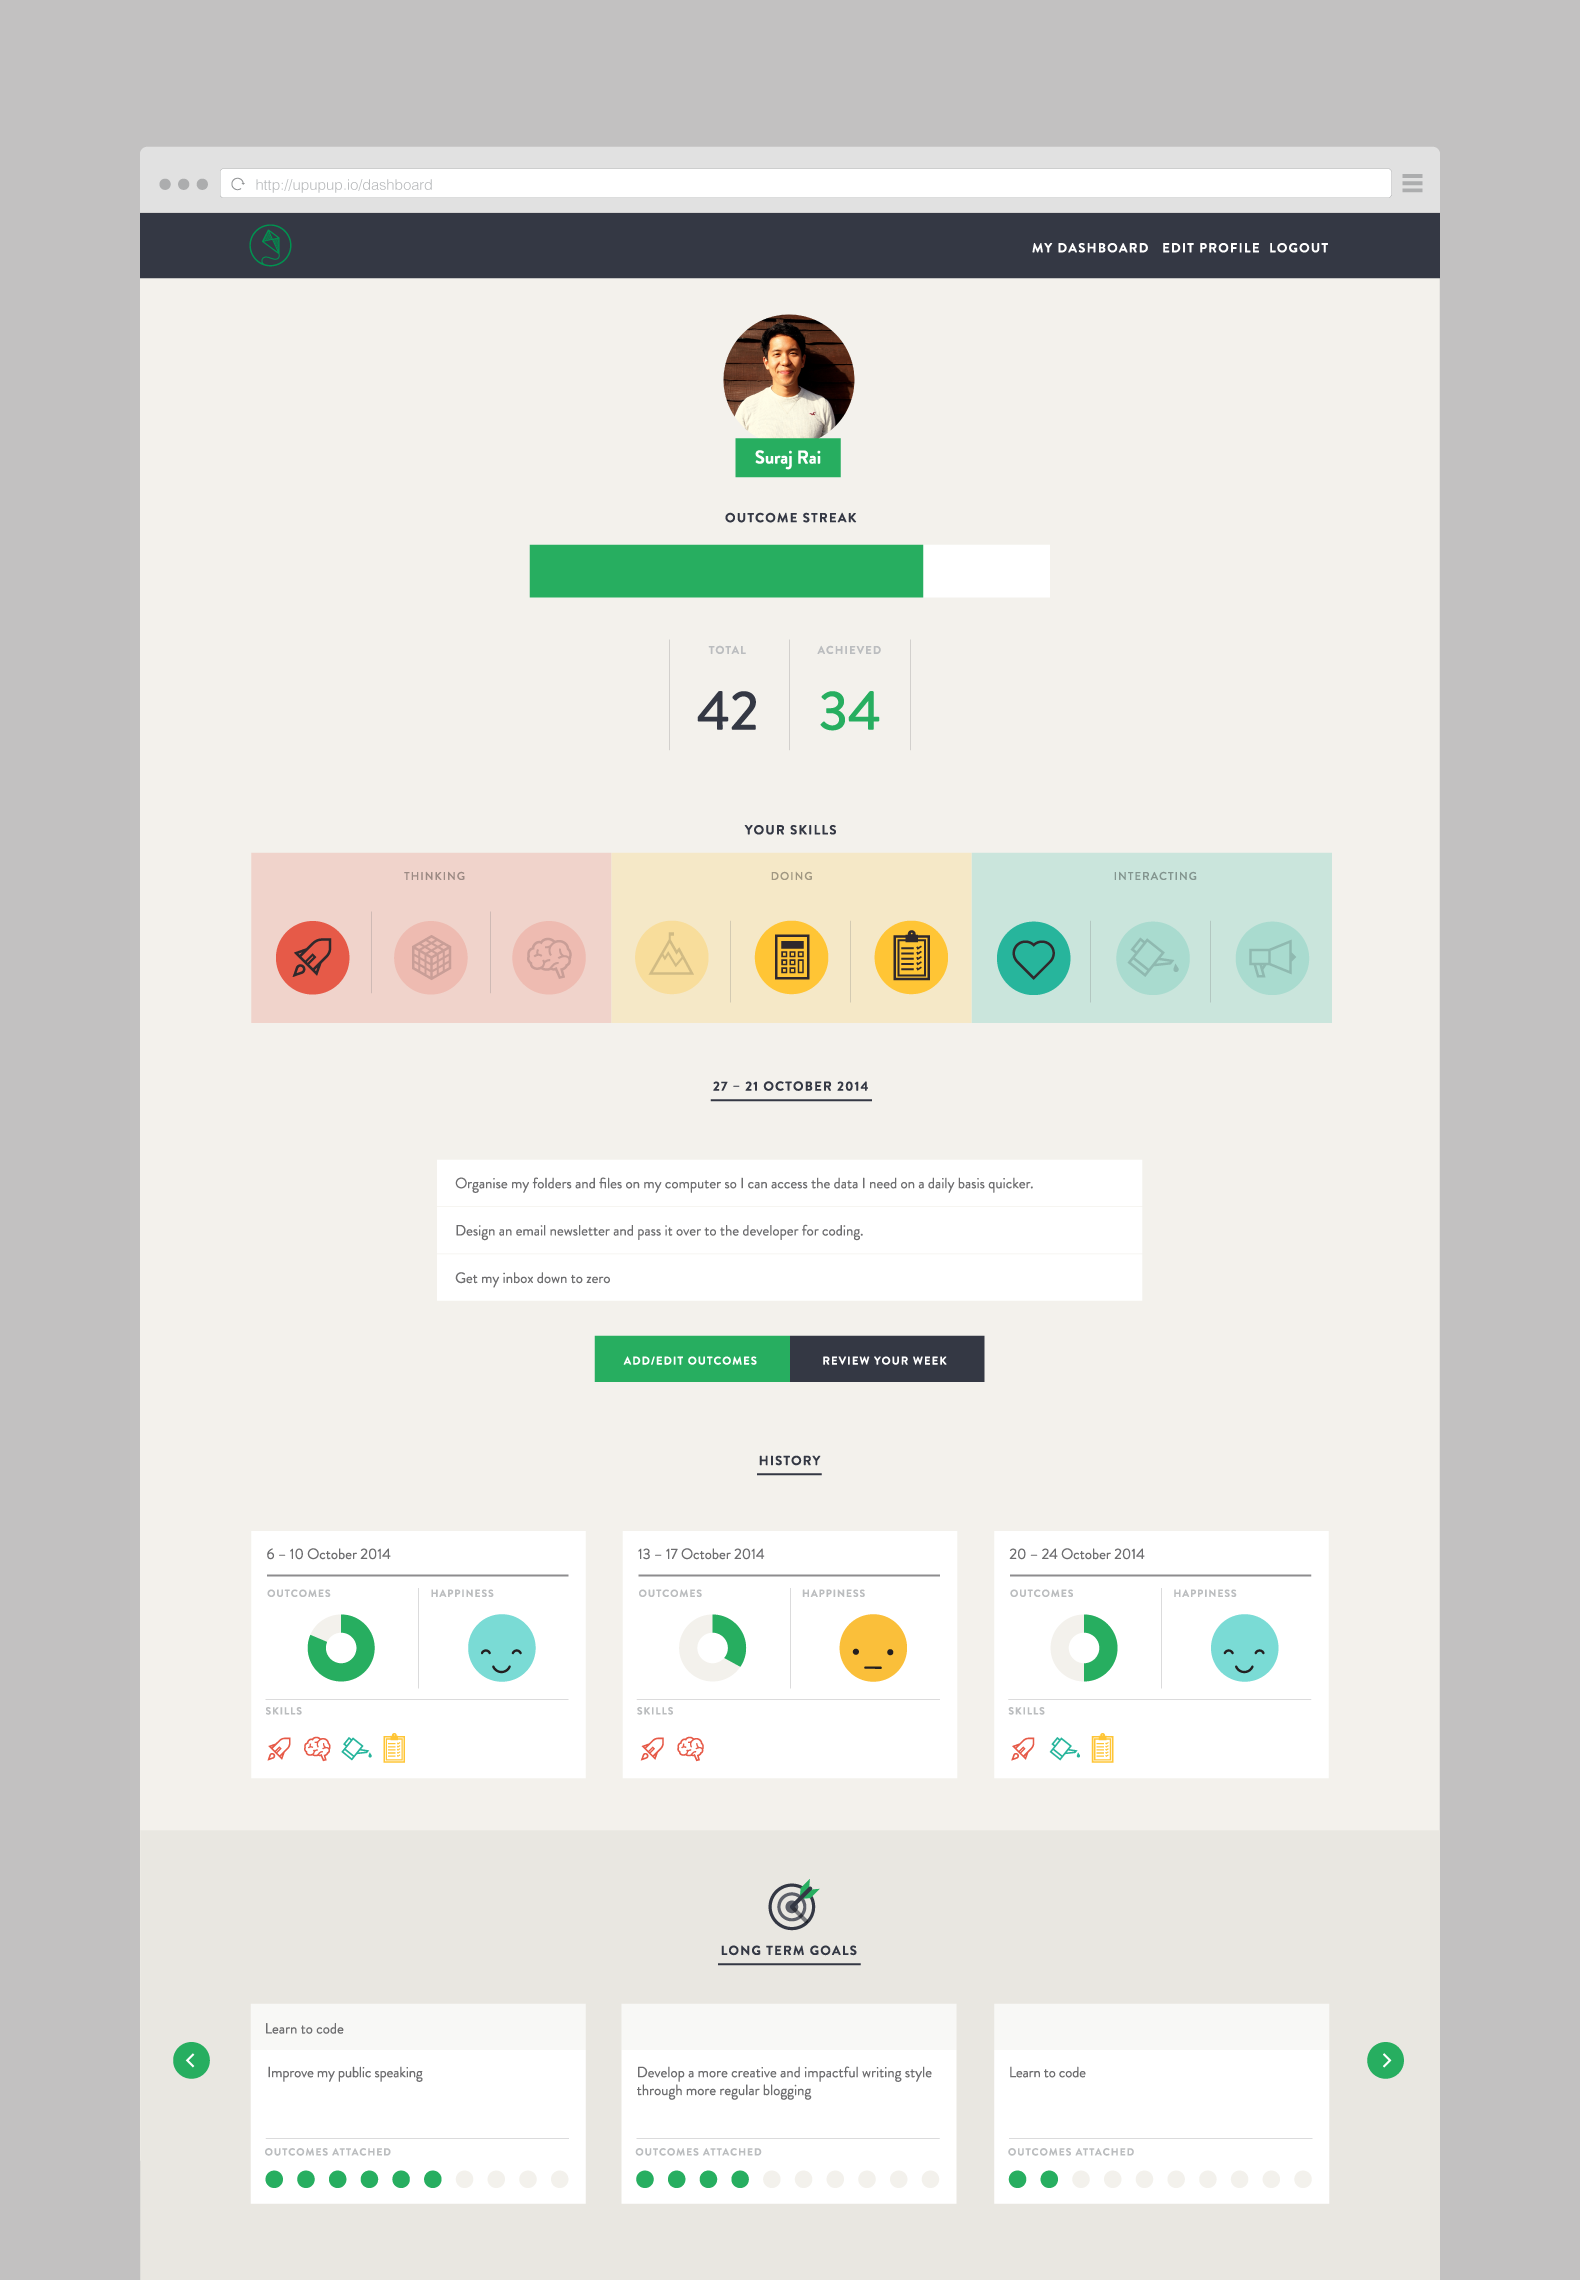 http://upupup.io/dashboard
MY DASHBOARD EDIT PROFILE LOGOUT
Suraj Rai
OUTCOME STREAK
TOTAL ACHIEVED
42 34
YOUR SKILLS
THINKING DOING INTERACTING
27 – 21 OCTOBER 2014
Organise my folders and files on my computer so I can access the data I need on a daily basis quicker.
Design an email newsletter and pass it over to the developer for coding.
Get my inbox down to zero
ADD/EDIT OUTCOMES REVIEW YOUR WEEK
HISTORY
6 – 10 October 2014
OUTCOMES HAPPINESS
SKILLS
13 – 17 October 2014
OUTCOMES HAPPINESS
SKILLS
20 – 24 October 2014
OUTCOMES HAPPINESS
SKILLS
LONG TERM GOALS
Learn to code
Improve my public speaking
OUTCOMES ATTACHED
Develop a more creative and impactful writing style
through more regular blogging
OUTCOMES ATTACHED
Learn to code
OUTCOMES ATTACHED